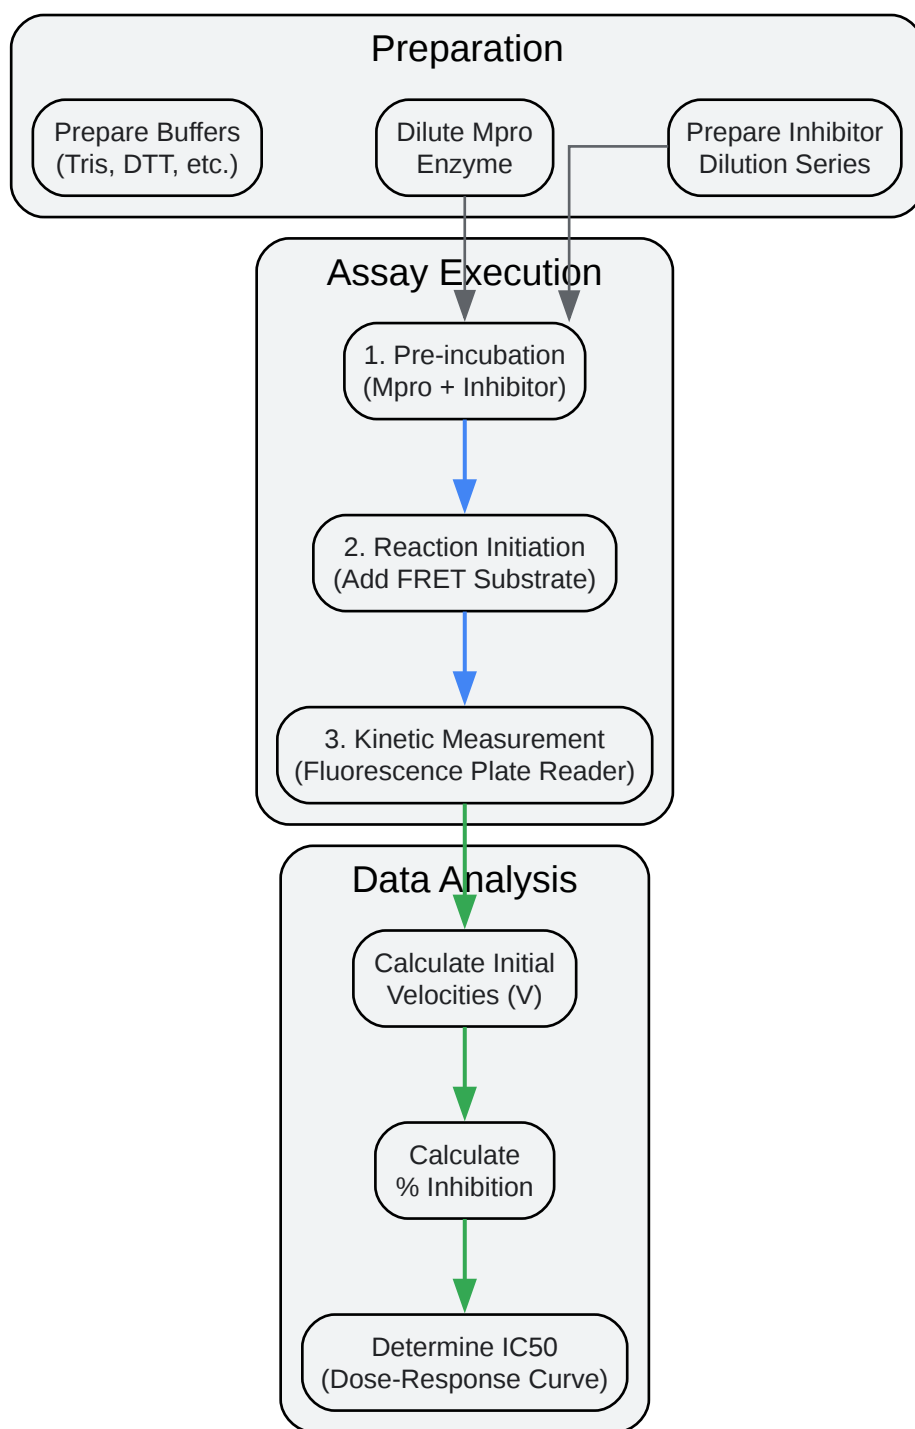 Preparation
Prepare Buffers
(Tris, DTT, etc.)
Dilute Mpro
Enzyme
Prepare Inhibitor
Dilution Series
Assay Execution
1. Pre-incubation
(Mpro + Inhibitor)
2. Reaction Initiation
(Add FRET Substrate)
3. Kinetic Measurement
(Fluorescence Plate Reader)
Data Analysis
Calculate Initial
Velocities (V)
Calculate
% Inhibition
Determine IC50
(Dose-Response Curve)